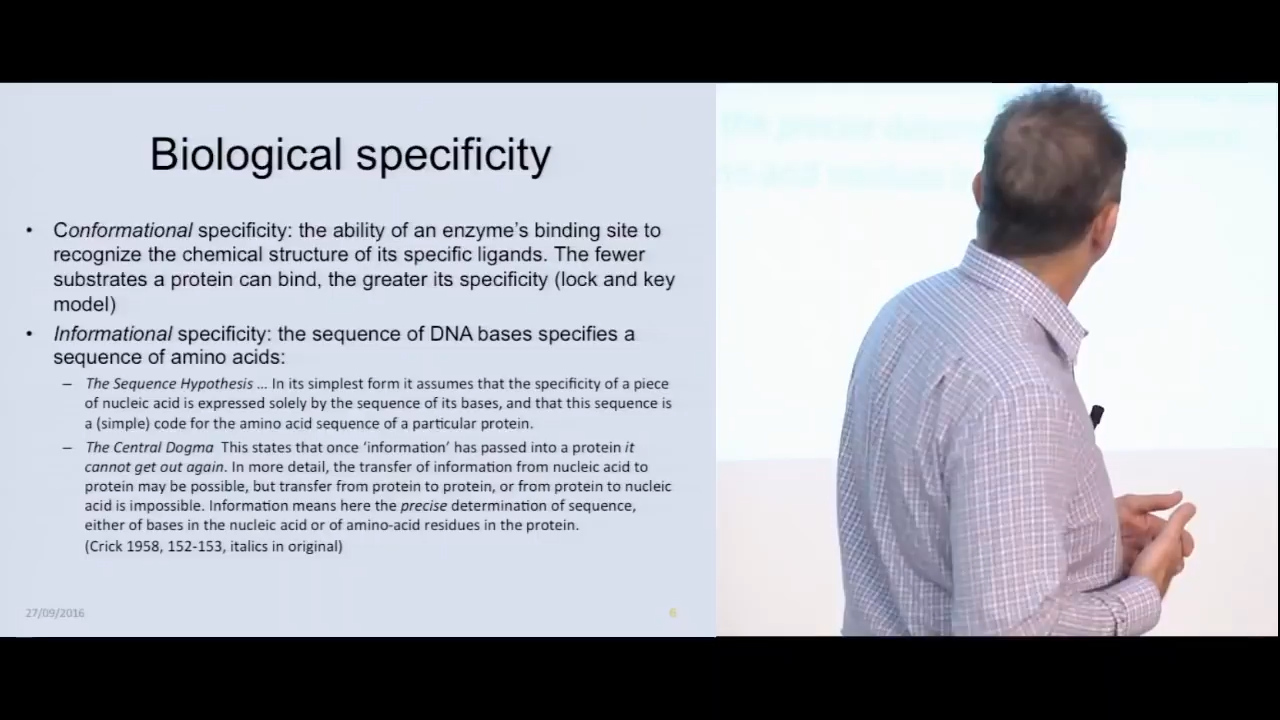 Biological specificity
• Conformational specificity: the ability of an enzyme's binding site to
recognize the chemical structure of its specific ligands. The fewer
substrates a protein can bind, the greater its specificity (lock and key
model)
• Informational specificity: the sequence of DNA bases specifies a
sequence of amino acids:
– The Sequence Hypothesis ... In its simplest form it assumes that the specificity of a piece
of nucleic acid is expressed solely by the sequence of its bases, and that this sequence is
a (simple) code for the amino acid sequence of a particular protein.
– The Central Dogma This states that once ‘information’ has passed into a protein it
cannot get out again. In more detail, the transfer of information from nucleic acid to
protein may be possible, but transfer from protein to protein, or from protein to nucleic
acid is impossible. Information means here the precise determination of sequence,
either of bases in the nucleic acid or of amino-acid residues in the protein.
(Crick 1958, 152-153, italics in original)
27/09/2016
6
the precise